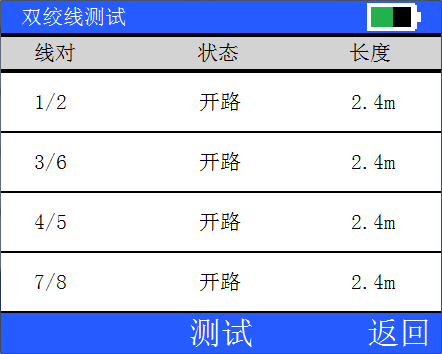 双绞线测试
线对 状态 长度
1/2 开路 2.4m
3/6 开路 2.4m
4/5 开路 2.4m
7/8 开路 2.4m
测试 返回